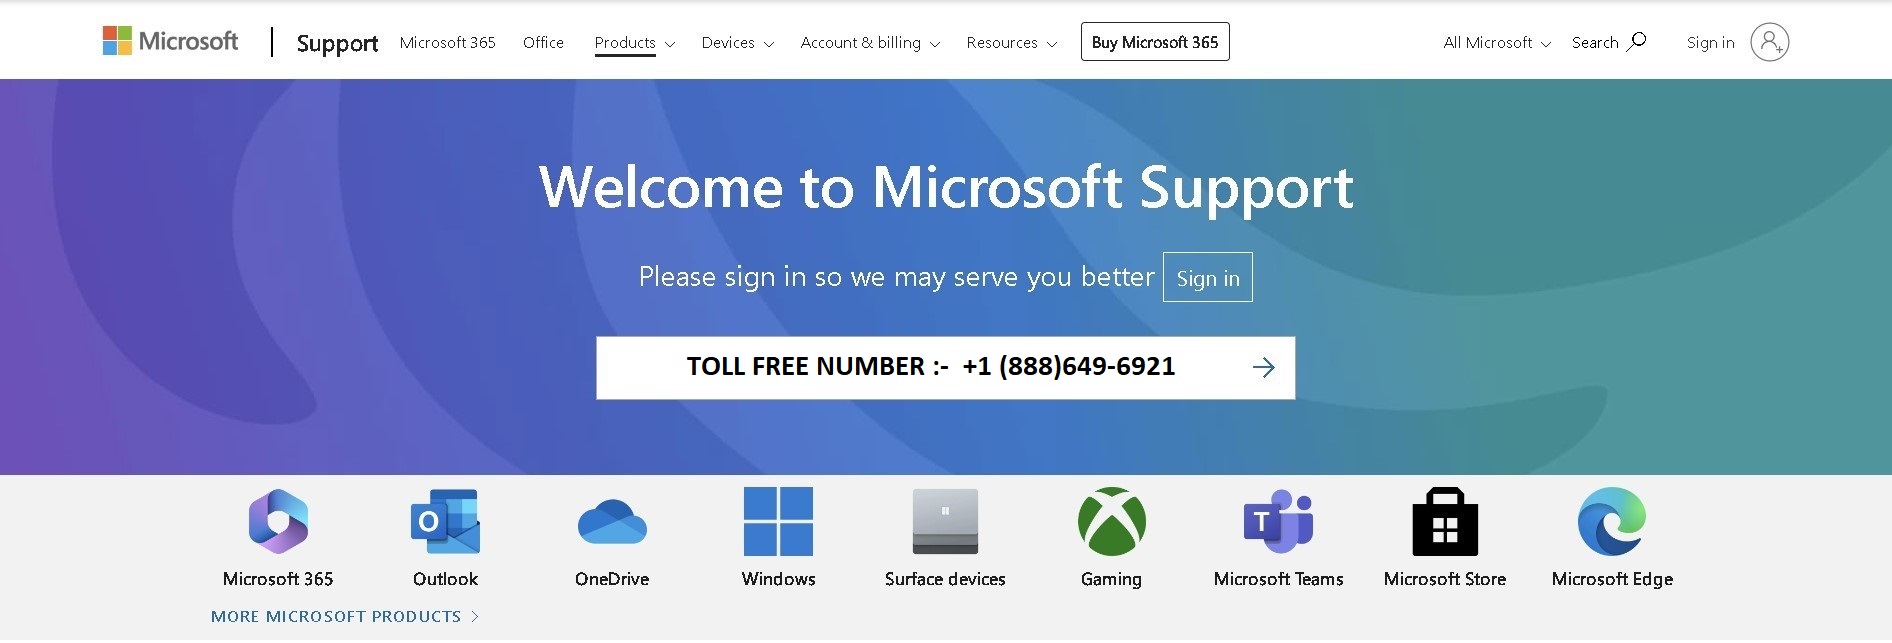 Microsoft | Support Microsoft 365 Office Products Devices Account & billing Resources Buy Microsoft 365 All Microsoft Search Sign in
Welcome to Microsoft Support
Please sign in so we may serve you better Sign in
TOLL FREE NUMBER :- +1 (888)649-6921
O T
Microsoft 365 Outlook OneDrive Windows Surface devices Gaming Microsoft Teams Microsoft Store Microsoft Edge
MORE MICROSOFT PRODUCTS >